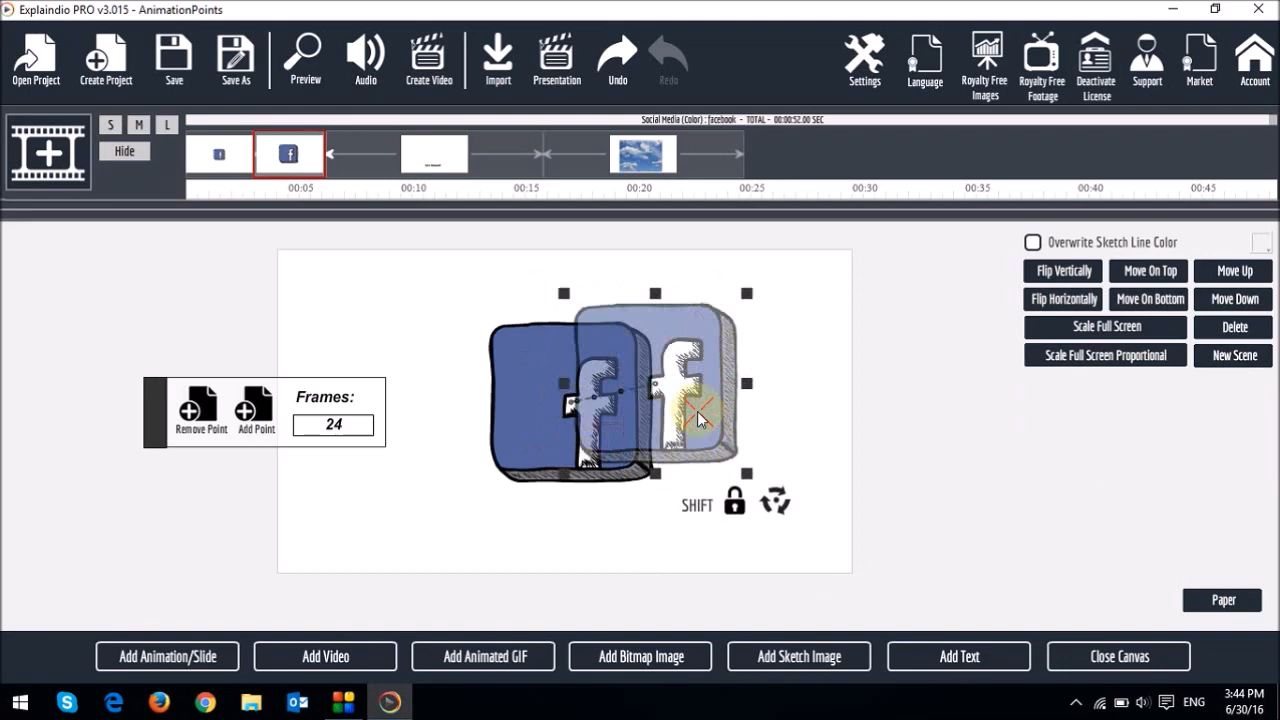 Explaindio PRO v3.015 - AnimationPoints
Open Project
Create Project
Save
Save As
Preview
Audio
Create Video
Import
Presentation
Undo
Redo
Settings
Language
Royalty Free
Images
Royalty Free
Footage
Deactivate
License
Support
Market
Account
S M L
Hide
Social Media (Color) : facebook - TOTAL - 00:00:52.00 SEC
00:05 00:10 00:15 00:20 00:25 00:30 00:35 00:40 00:45
Overwrite Sketch Line Color
Flip Vertically Move On Top Move Up
Flip Horizontally Move On Bottom Move Down
Scale Full Screen Delete
Scale Full Screen Proportional New Scene
Remove Point Add Point
Frames:
24
f f
SHIFT
Paper
Add Animation/Slide Add Video Add Animated GIF Add Bitmap Image Add Sketch Image Add Text Close Canvas
ENG
3:44 PM
6/30/16